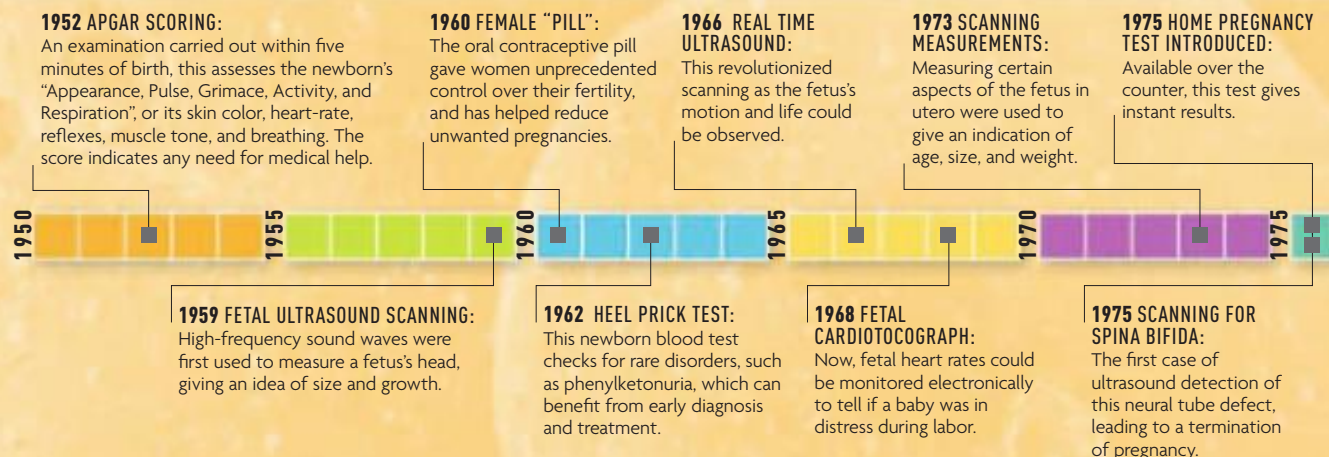 1952 APGAR SCORING:
An examination carried out within five
minutes of birth, this assesses the newborn's
“Appearance, Pulse, Grimace, Activity, and
Respiration”, or its skin color, heart-rate,
reflexes, muscle tone, and breathing. The
score indicates any need for medical help.
1960 FEMALE “PILL”:
The oral contraceptive pill
gave women unprecedented
control over their fertility,
and has helped reduce
unwanted pregnancies.
1966 REAL TIME
ULTRASOUND:
This revolutionized
scanning as the fetus's
motion and life could
be observed.
1973 SCANNING
MEASUREMENTS:
Measuring certain
aspects of the fetus in
utero were used to
give an indication of
age, size, and weight.
1975 HOME PREGNANCY
TEST INTRODUCED:
Available over the
counter, this test gives
instant results.
1950
1955
1960
1965
1970
1975
1959 FETAL ULTRASOUND SCANNING:
High-frequency sound waves were
first used to measure a fetus's head,
giving an idea of size and growth.
1962 HEEL PRICK TEST:
This newborn blood test
checks for rare disorders, such
as phenylketonuria, which can
benefit from early diagnosis
and treatment.
1968 FETAL
CARDIOTOCOGRAPH:
Now, fetal heart rates could
be monitored electronically
to tell if a baby was in
distress during labor.
1975 SCANNING FOR
SPINA BIFIDA:
The first case of
ultrasound detection of
this neural tube defect,
leading to a termination
of pregnancy.